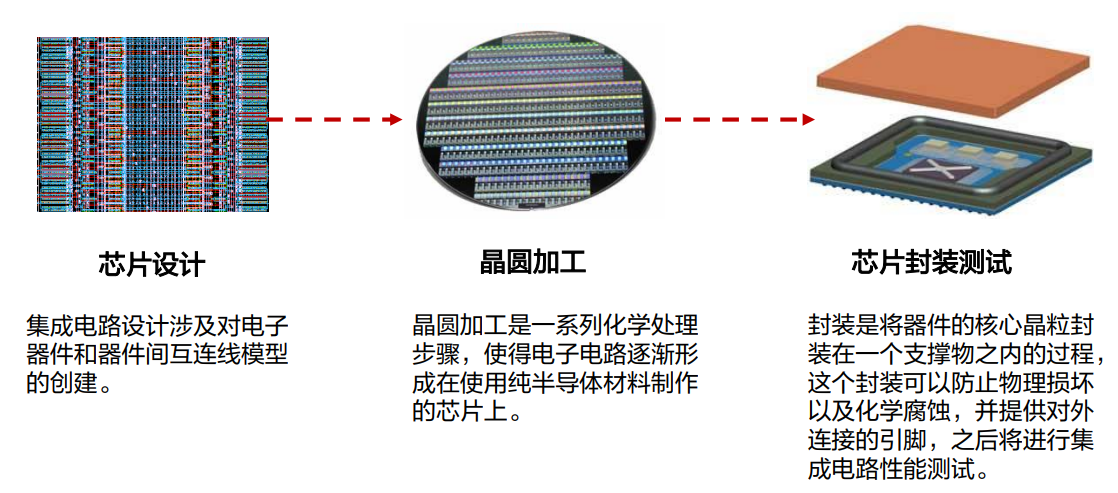 芯片设计
集成电路设计涉及对电子
器件和器件间互连线模型
的创建。
晶圆加工
晶圆加工是一系列化学处理
步骤，使得电子电路逐渐形
成在使用纯半导体材料制作
的芯片上。
芯片封装测试
封装是将器件的核心晶粒封
装在一个支撑物之内的过程，
这个封装可以防止物理损坏
以及化学腐蚀，并提供对外
连接的引脚，之后将进行集
成电路性能测试。